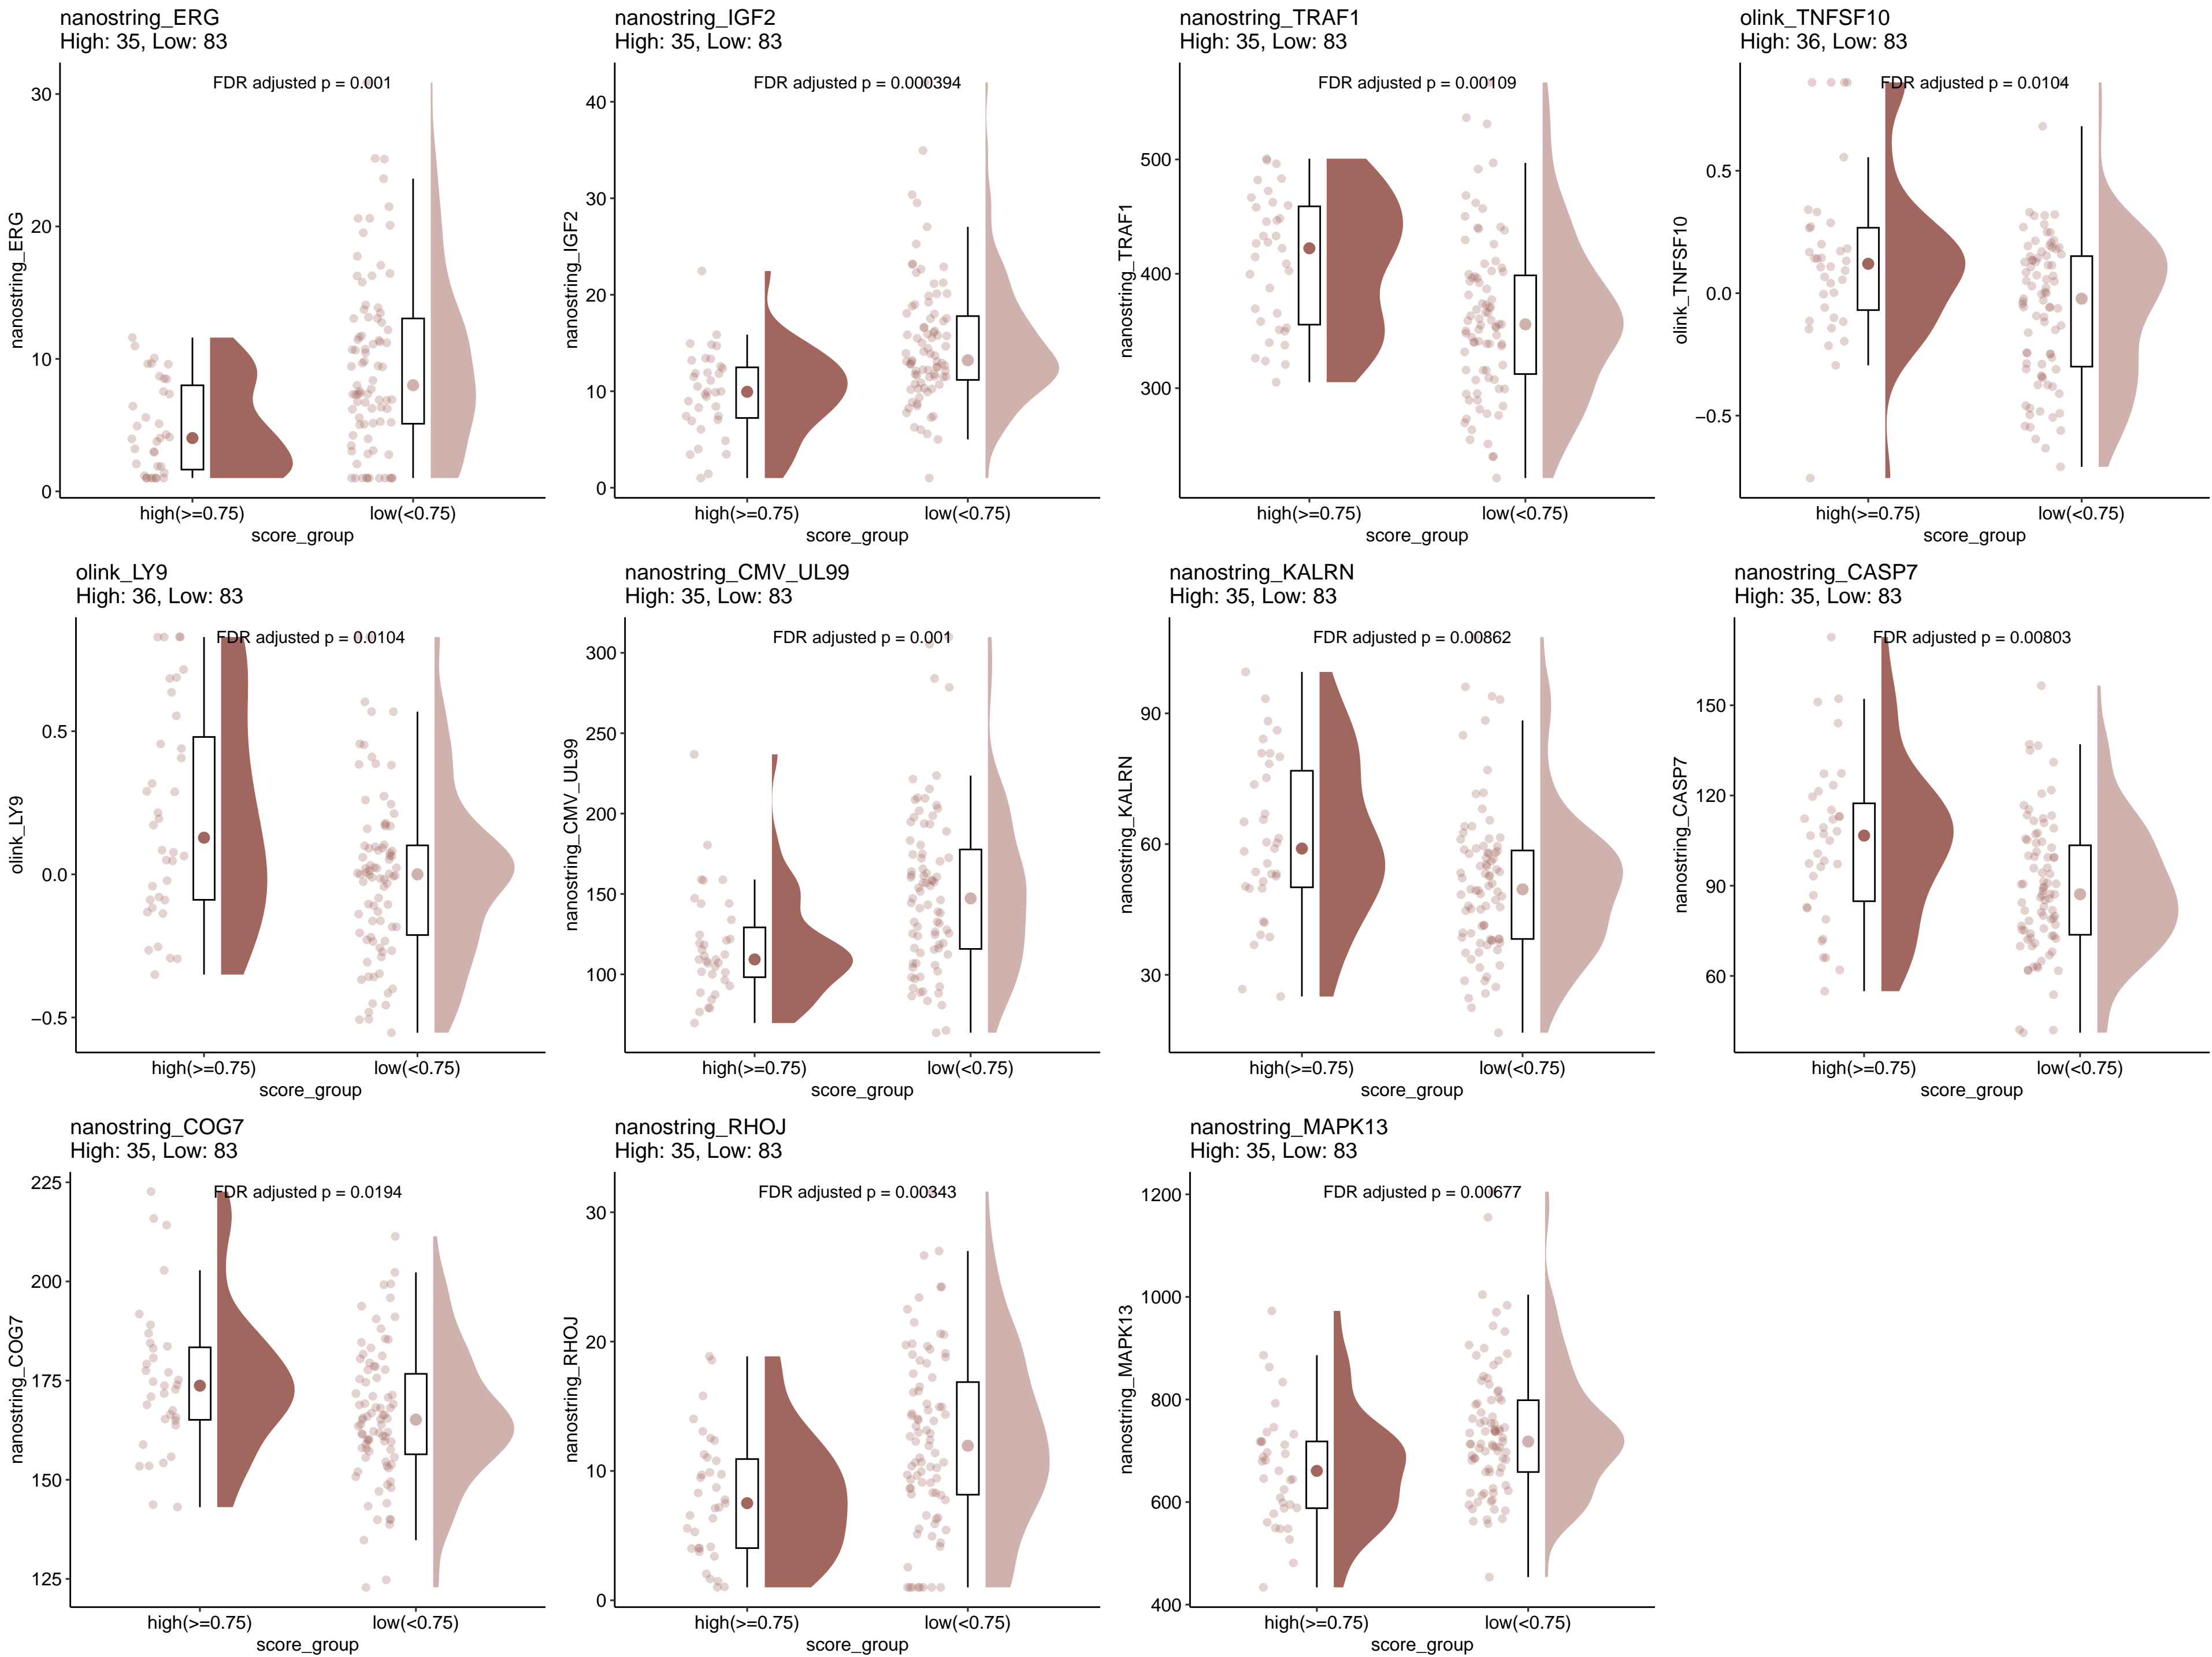 nanostring_ERG
High: 35, Low: 83
FDR adjusted p = 0.001
30
20
10
0
nanostring_ERG
high(>=0.75)
low(<0.75)
score_group
nanostring_IGF2
High: 35, Low: 83
FDR adjusted p = 0.000394
40
30
20
10
0
nanostring_IGF2
high(>=0.75)
low(<0.75)
score_group
nanostring_TRAF1
High: 35, Low: 83
FDR adjusted p = 0.00109
500
400
300
nanostring_TRAF1
high(>=0.75)
low(<0.75)
score_group
olink_TNFSF10
High: 36, Low: 83
FDR adjusted p = 0.0104
0.5
0.0
−0.5
olink_TNFSF10
high(>=0.75)
low(<0.75)
score_group
olink_LY9
High: 36, Low: 83
FDR adjusted p = 0.0104
0.5
0.0
−0.5
olink_LY9
high(>=0.75)
low(<0.75)
score_group
nanostring_CMV_UL99
High: 35, Low: 83
FDR adjusted p = 0.001
300
250
200
150
100
nanostring_CMV_UL99
high(>=0.75)
low(<0.75)
score_group
nanostring_KALRN
High: 35, Low: 83
FDR adjusted p = 0.00862
90
60
30
nanostring_KALRN
high(>=0.75)
low(<0.75)
score_group
nanostring_CASP7
High: 35, Low: 83
FDR adjusted p = 0.00803
150
120
90
60
nanostring_CASP7
high(>=0.75)
low(<0.75)
score_group
nanostring_COG7
High: 35, Low: 83
FDR adjusted p = 0.0194
225
200
175
150
125
nanostring_COG7
high(>=0.75)
low(<0.75)
score_group
nanostring_RHOJ
High: 35, Low: 83
FDR adjusted p = 0.00343
30
20
10
0
nanostring_RHOJ
high(>=0.75)
low(<0.75)
score_group
nanostring_MAPK13
High: 35, Low: 83
FDR adjusted p = 0.00677
1200
1000
800
600
400
nanostring_MAPK13
high(>=0.75)
low(<0.75)
score_group